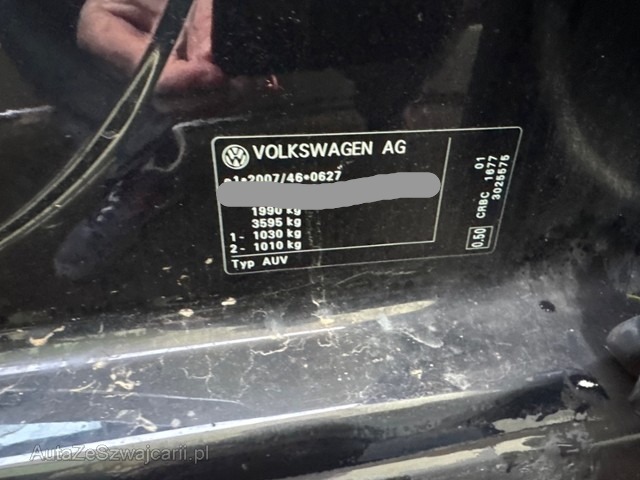 VOLKSWAGEN AG
e1*2007/46*0627
1990 kg
3595 kg
1- 1030 kg
2- 1010 kg
Typ AUV
0.50 CRBC 1677 01
3025575
AutaZeSzwajcarii.pl